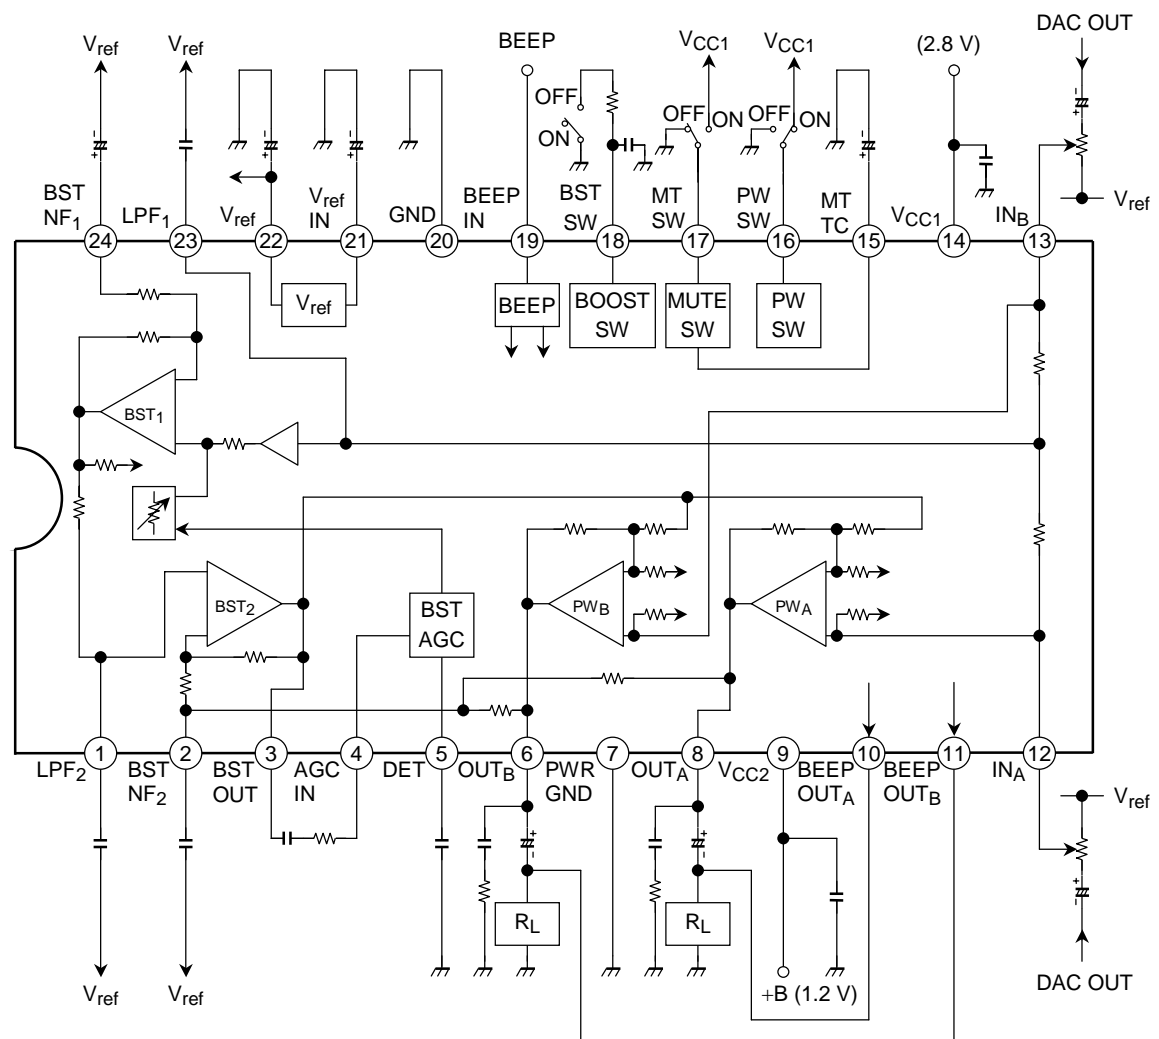 DAC OUT
BEEP
Vref
Vref
VCC1
VCC1
(2.8 V)
OFF
ON
OFF
ON
OFF
ON
BST NF1
LPF1
Vref
Vref IN
GND
BEEP IN
BST SW
MT SW
PW SW
MT TC
VCC1
INB
Vref
24
23
22
21
20
19
18
17
16
15
14
13
Vref
BEEP
BOOST SW
MUTE SW
PW SW
BST1
BST2
BST AGC
PWB
PWA
1
2
3
4
5
6
7
8
9
10
11
12
LPF2
BST NF2
BST OUT
AGC IN
DET
OUTB
PWR GND
OUTA
VCC2
BEEP OUTA
BEEP OUTB
INA
Vref
RL
RL
Vref
Vref
+B (1.2 V)
DAC OUT